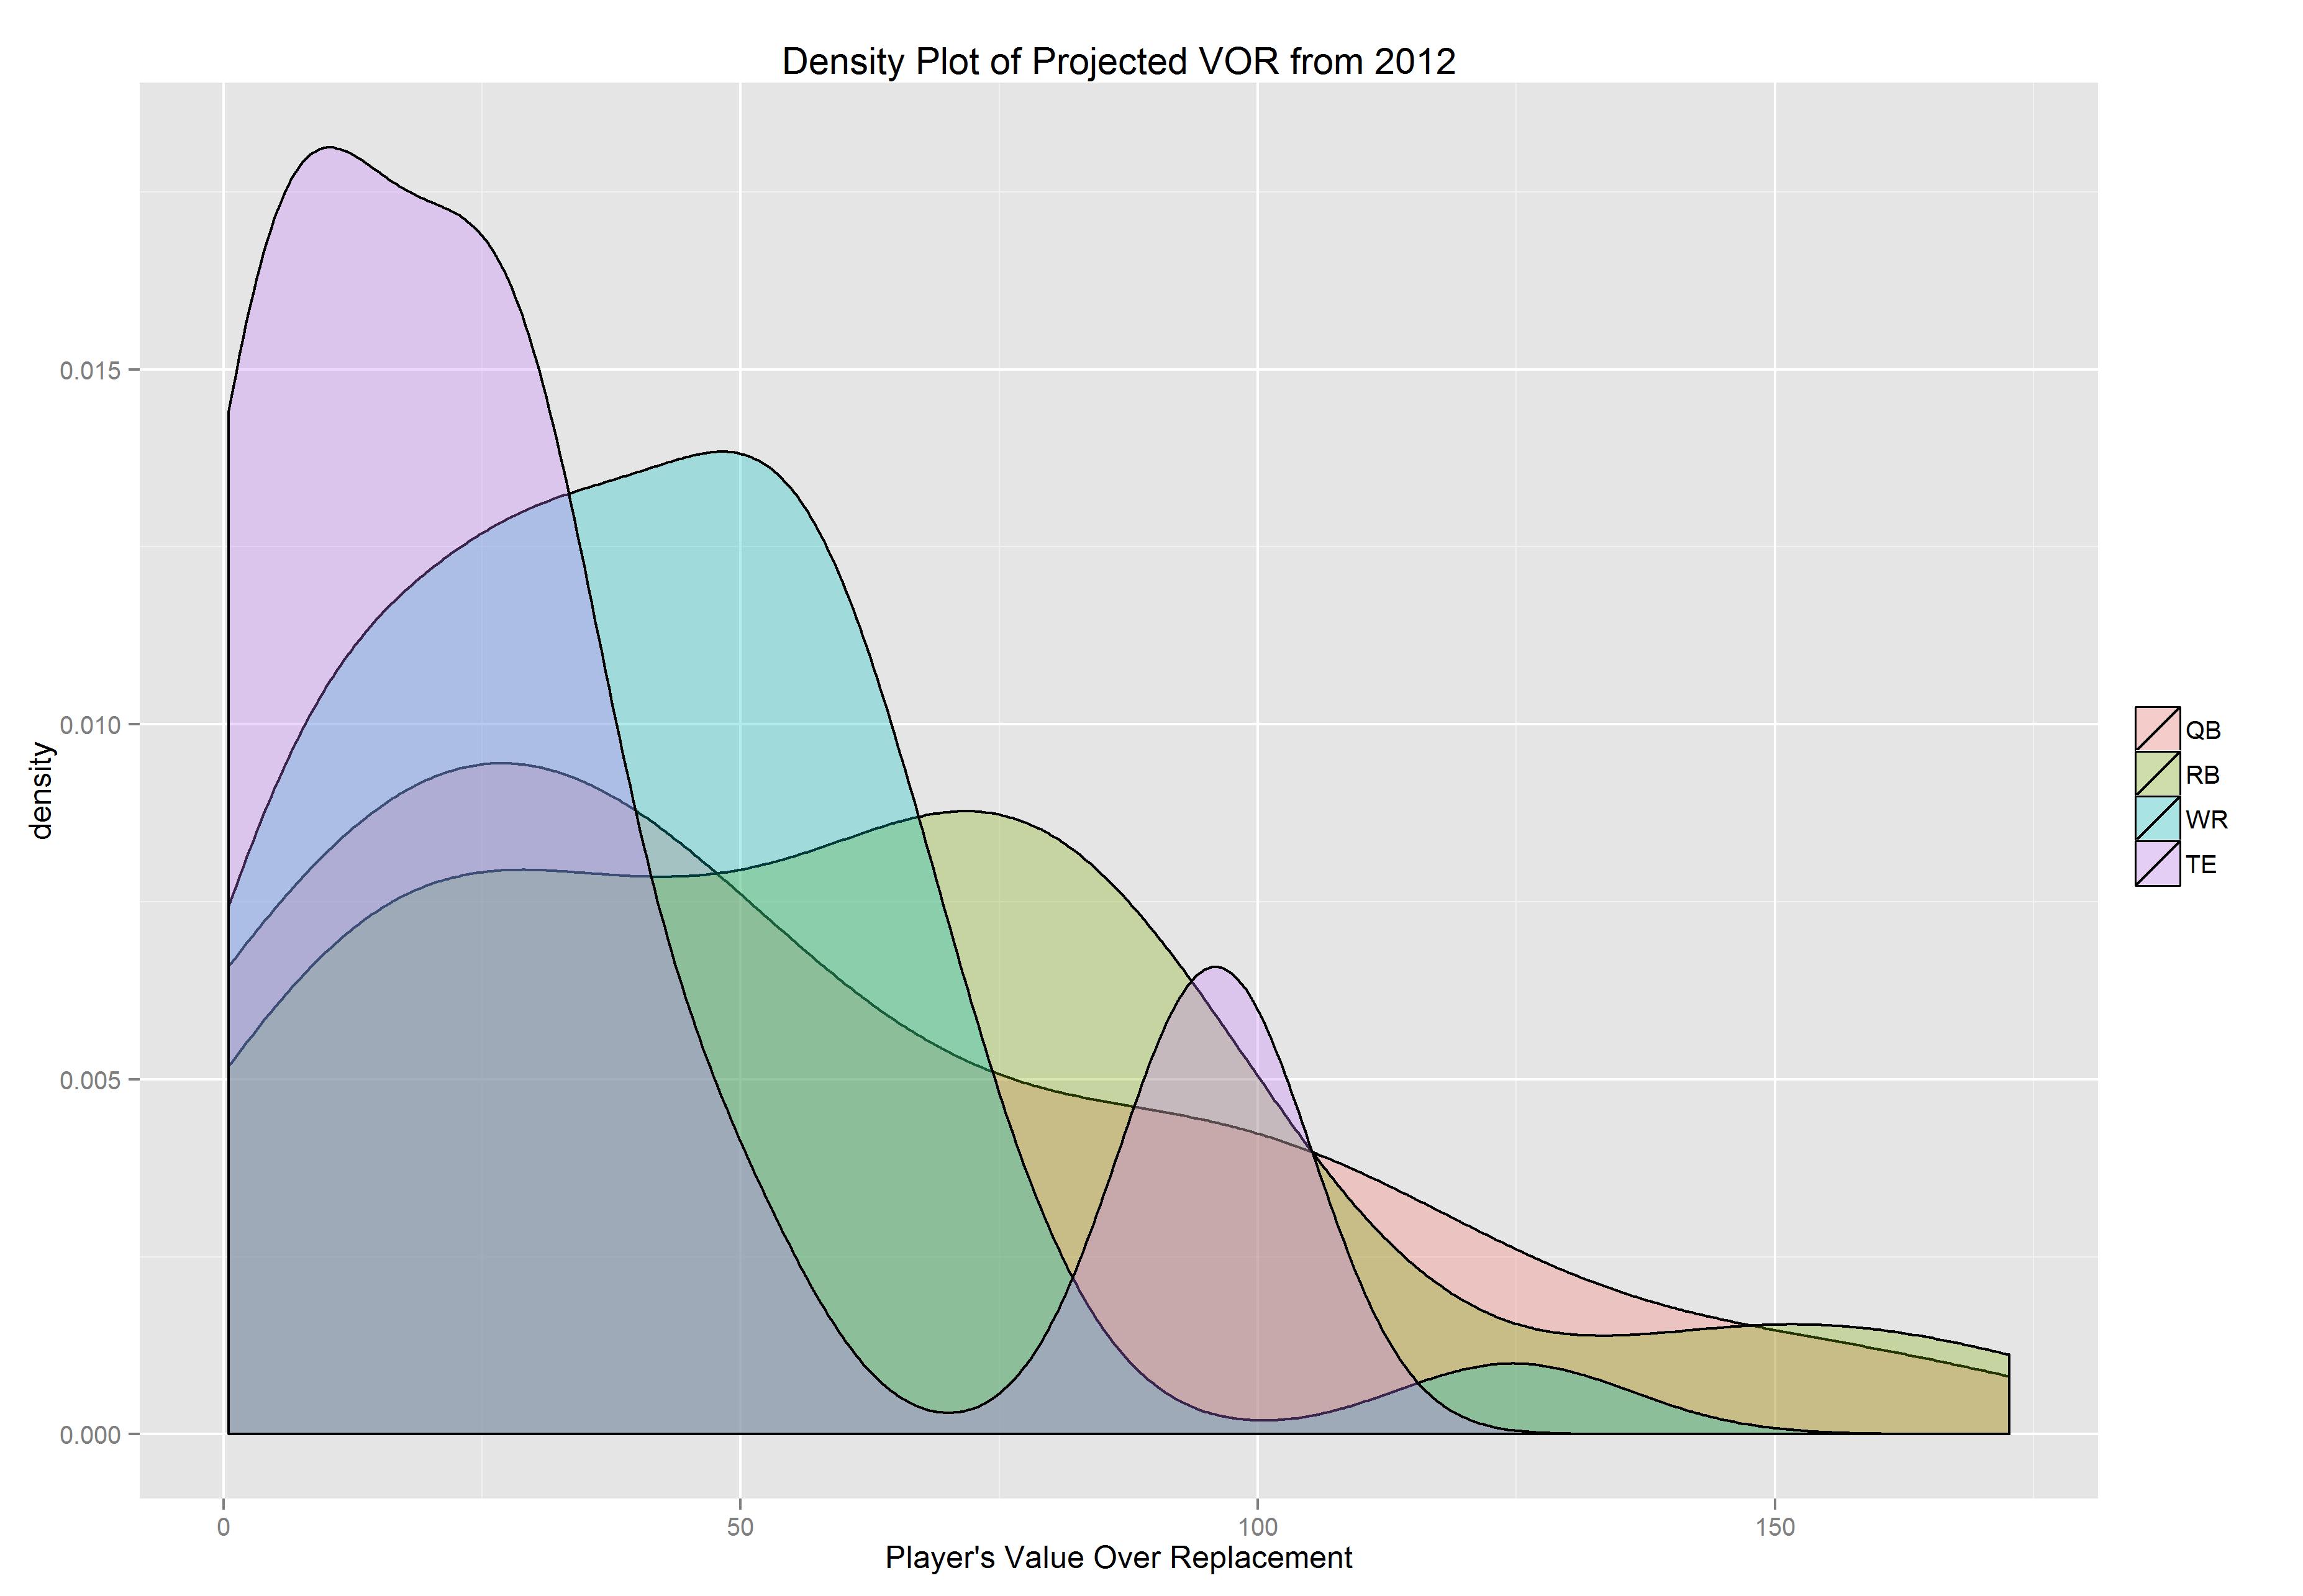 Density Plot of Projected VOR from 2012
0.015
0.010
0.005
0.000
density
0
50
100
150
Player's Value Over Replacement
QB
RB
WR
TE